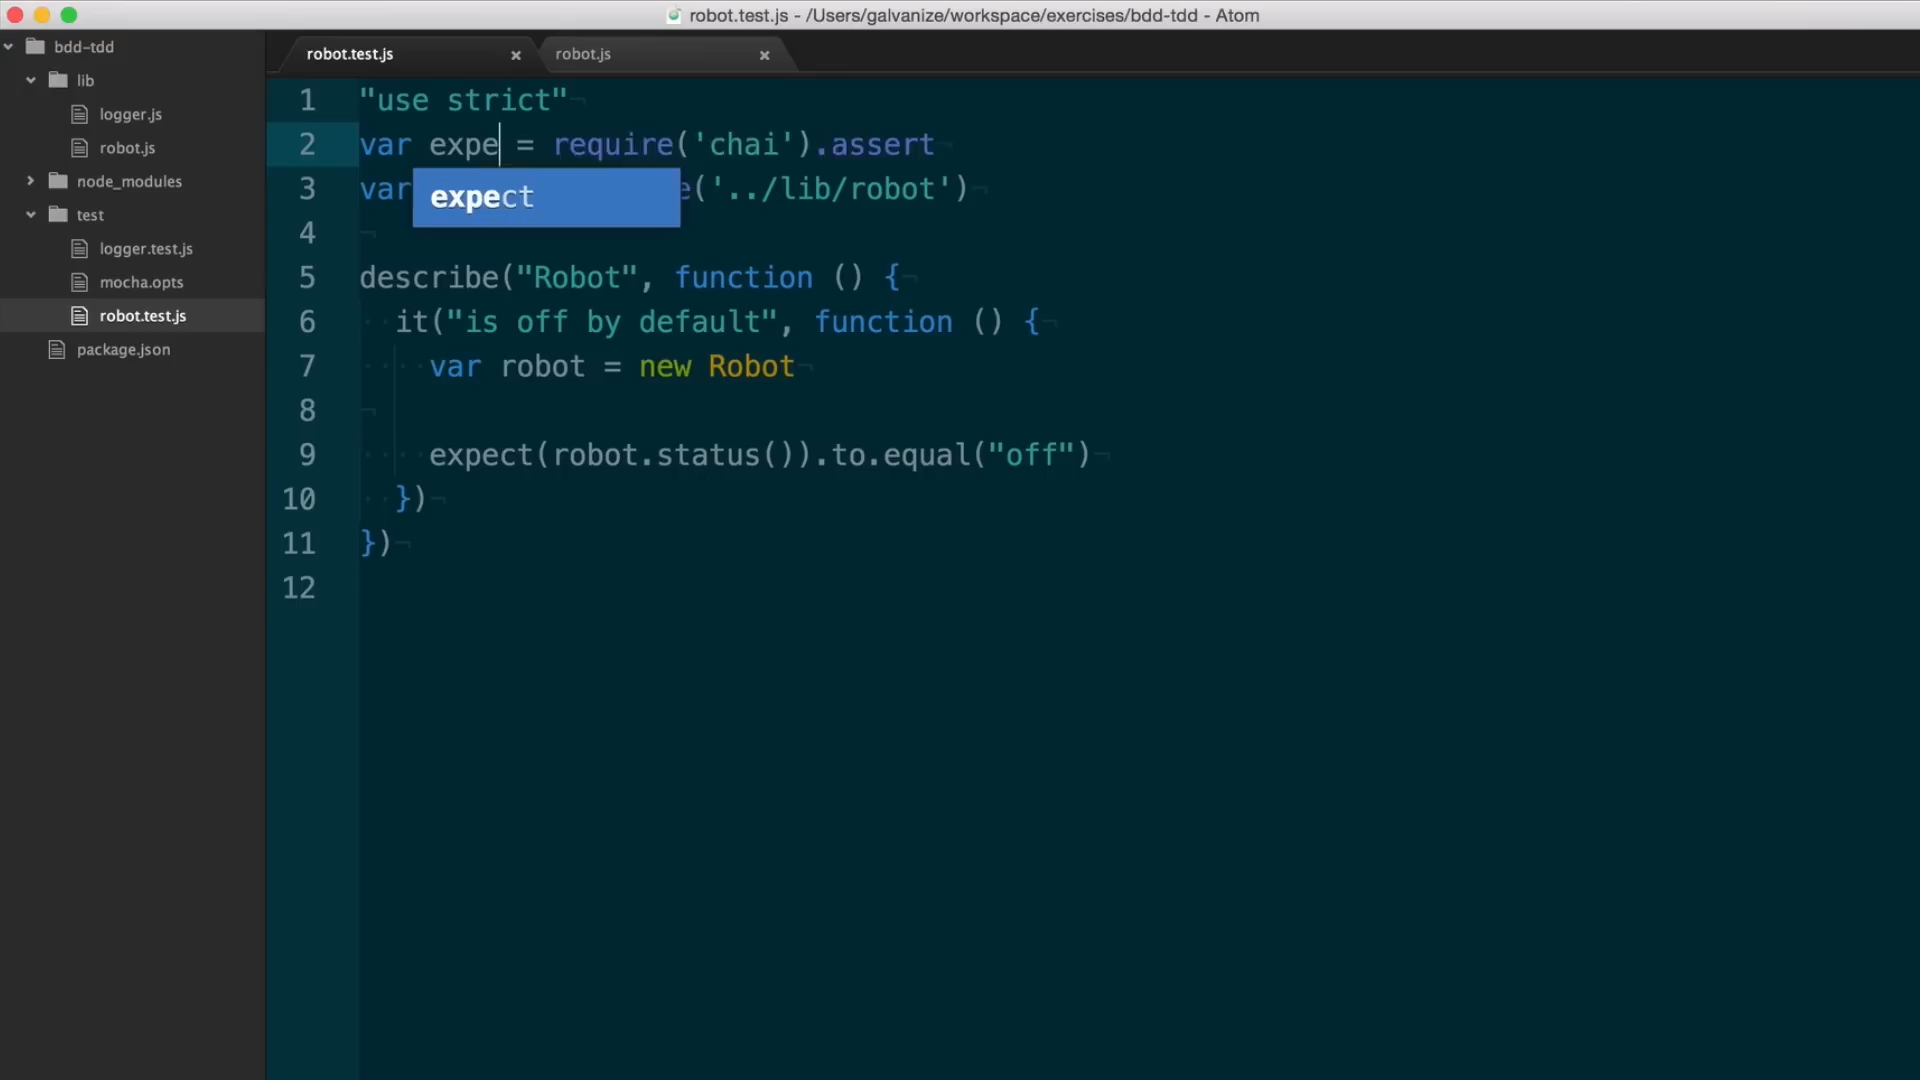 robot.test.js - /Users/galvanize/workspace/exercises/bdd-tdd - Atom
bdd-tdd
lib
logger.js
robot.js
node_modules
test
logger.test.js
mocha.opts
robot.test.js
package.json
robot.test.js
robot.js
1 "use strict"
2 var expe = require('chai').assert
expect
3 var e('../lib/robot')
4
5 describe("Robot", function () {
6 it("is off by default", function () {
7 var robot = new Robot
8
9 expect(robot.status()).to.equal("off")
10 })
11 })
12